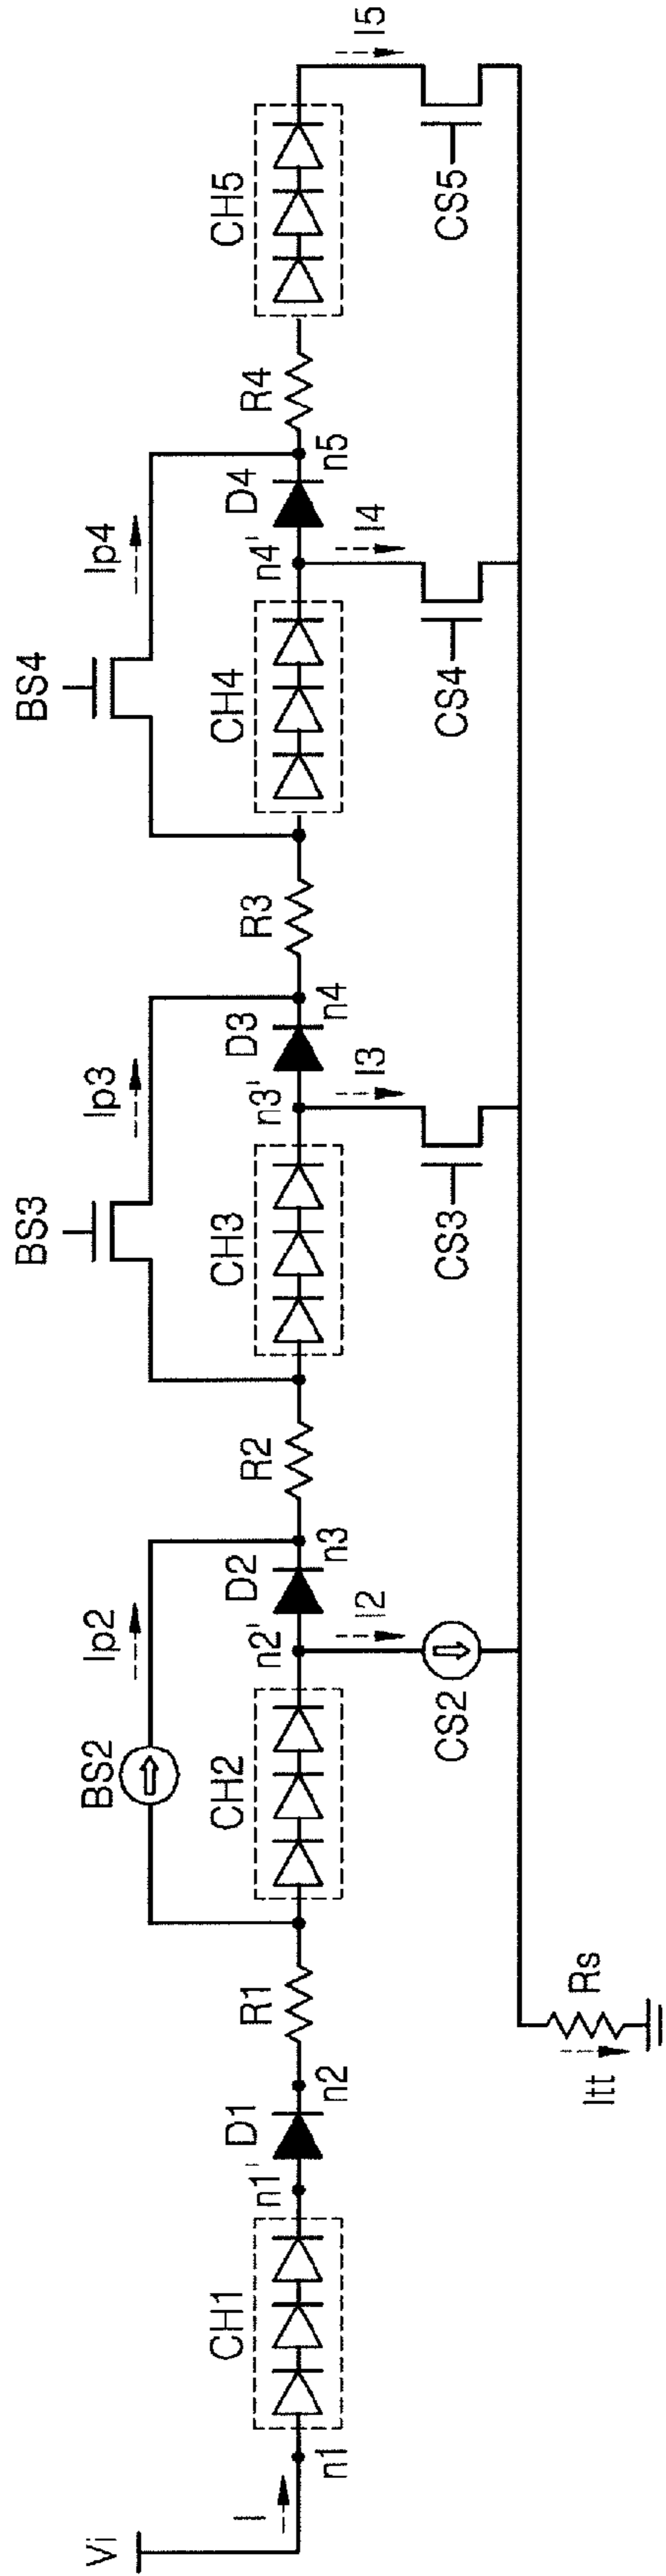 Vi
I
n1
CH1
n1'
D1
n2
R1
BS2
Ip2
CH2
n2'
D2
n3
I2
CS2
R2
BS3
Ip3
CH3
n3'
D3
n4
I3
CS3
R3
BS4
Ip4
CH4
n4'
D4
n5
I4
CS4
R4
CH5
I5
CS5
Rs
Itt